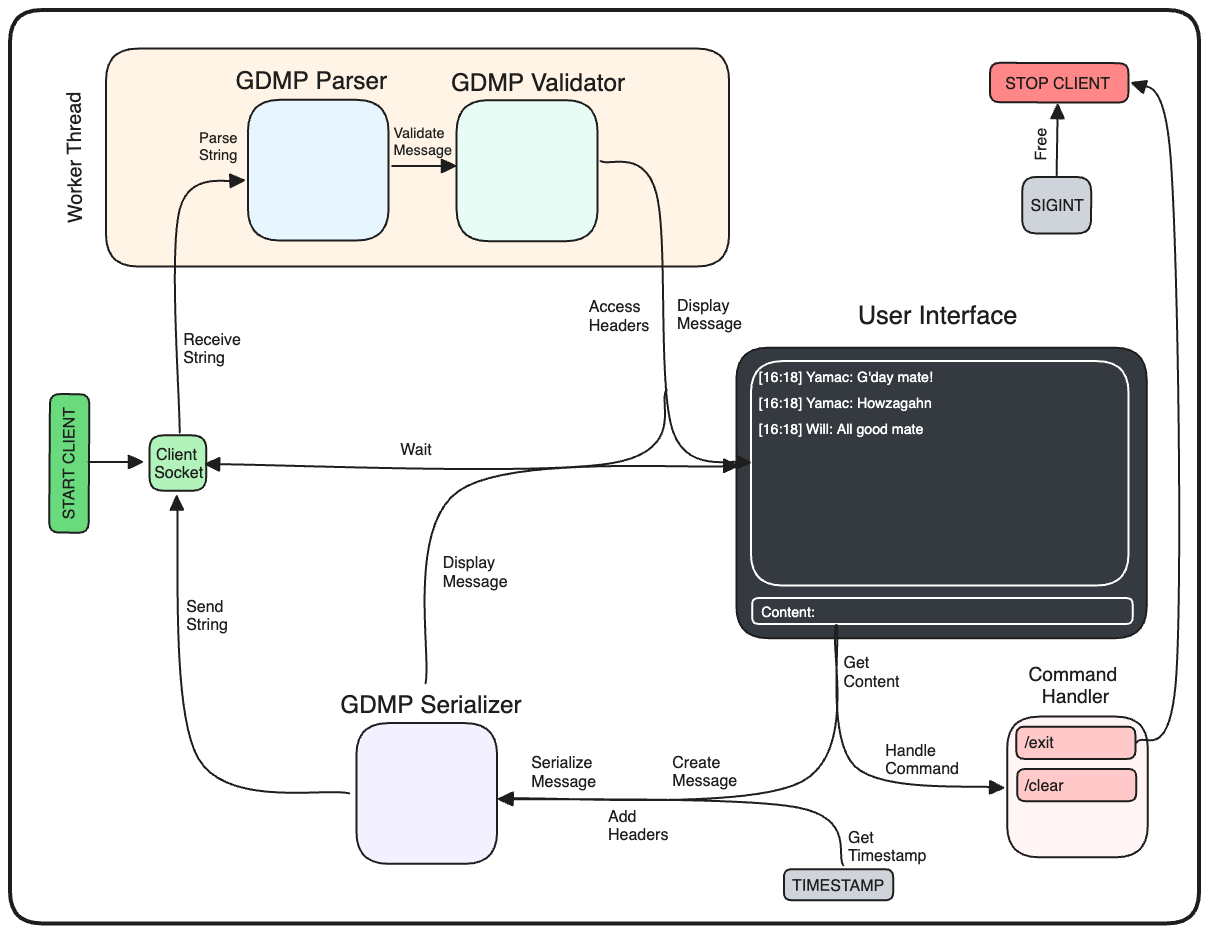 Worker Thread
GDMP Parser
GDMP Validator
Parse
String
Validate
Message
STOP CLIENT
Free
SIGINT
Access
Headers
Display
Message
User Interface
Receive
String
[16:18] Yamac: G'day mate!
[16:18] Yamac: Howzagahn
[16:18] Will: All good mate
START CLIENT
Client
Socket
Wait
Display
Message
Send
String
Content:
Get
Content
Command
Handler
/exit
/clear
Handle
Command
GDMP Serializer
Serialize
Message
Create
Message
Add
Headers
Get
Timestamp
TIMESTAMP